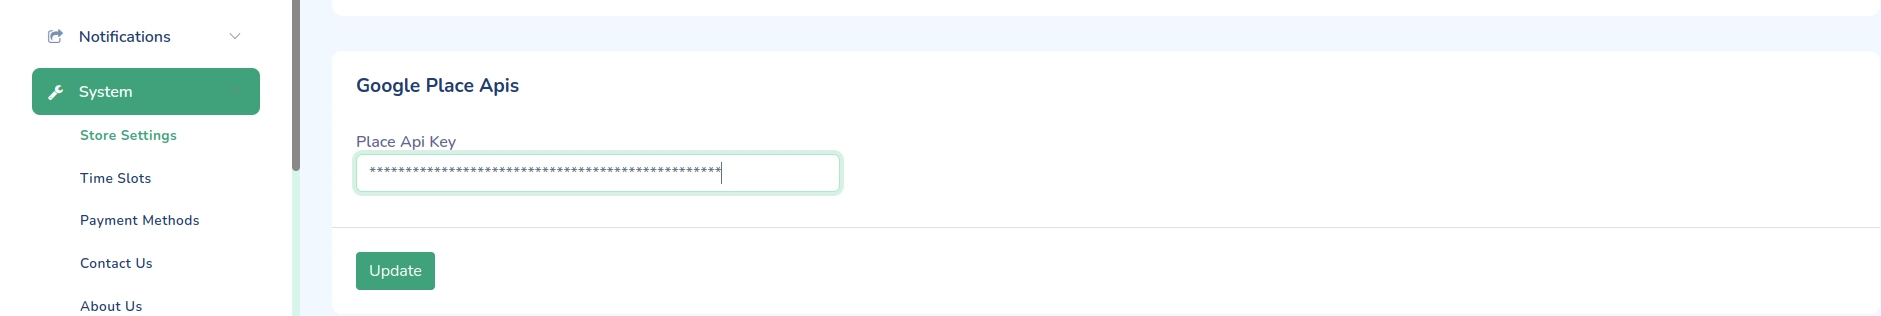 Notifications
System
Store Settings
Time Slots
Payment Methods
Contact Us
About Us
Google Place Apis
Place Api Key
*************************************************
Update